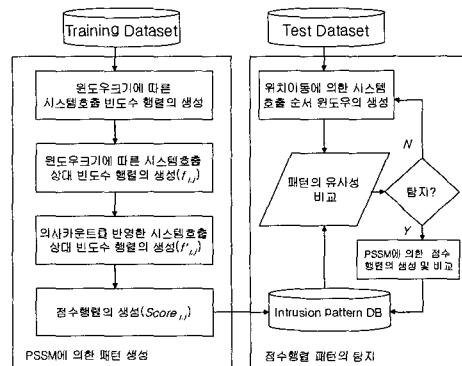 Training Dataset
윈도우크기에 따른
시스템호출 빈도수 행렬의 생성
윈도우크기에 따른 시스템호출
상대 빈도수 행렬의 생성(f i,j)
의사카운트를 반영한 시스템호출
상대 빈도수 행렬의 생성(f' i,j)
점수행렬의 생성(Score i,j)
PSSM에 의한 패턴 생성
Test Dataset
위치이동에 의한 시스템
호출 순서 윈도우의 생성
N
패턴의 유사성
비교
탐지?
Y
PSSM에 의한 점수
행렬의 생성 및 비교
Intrusion pattern DB
점수행렬 패턴의 탐지